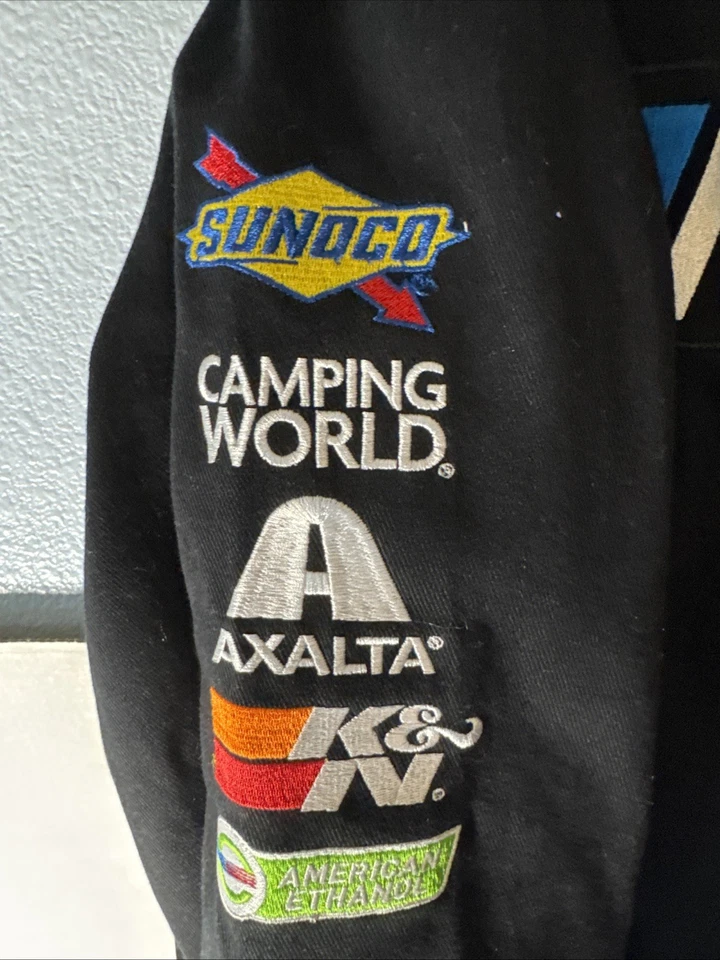 SUNOCO
CAMPING
WORLD®
A
AXALTA®
K&
N®
AMERICAN
ETHANOL